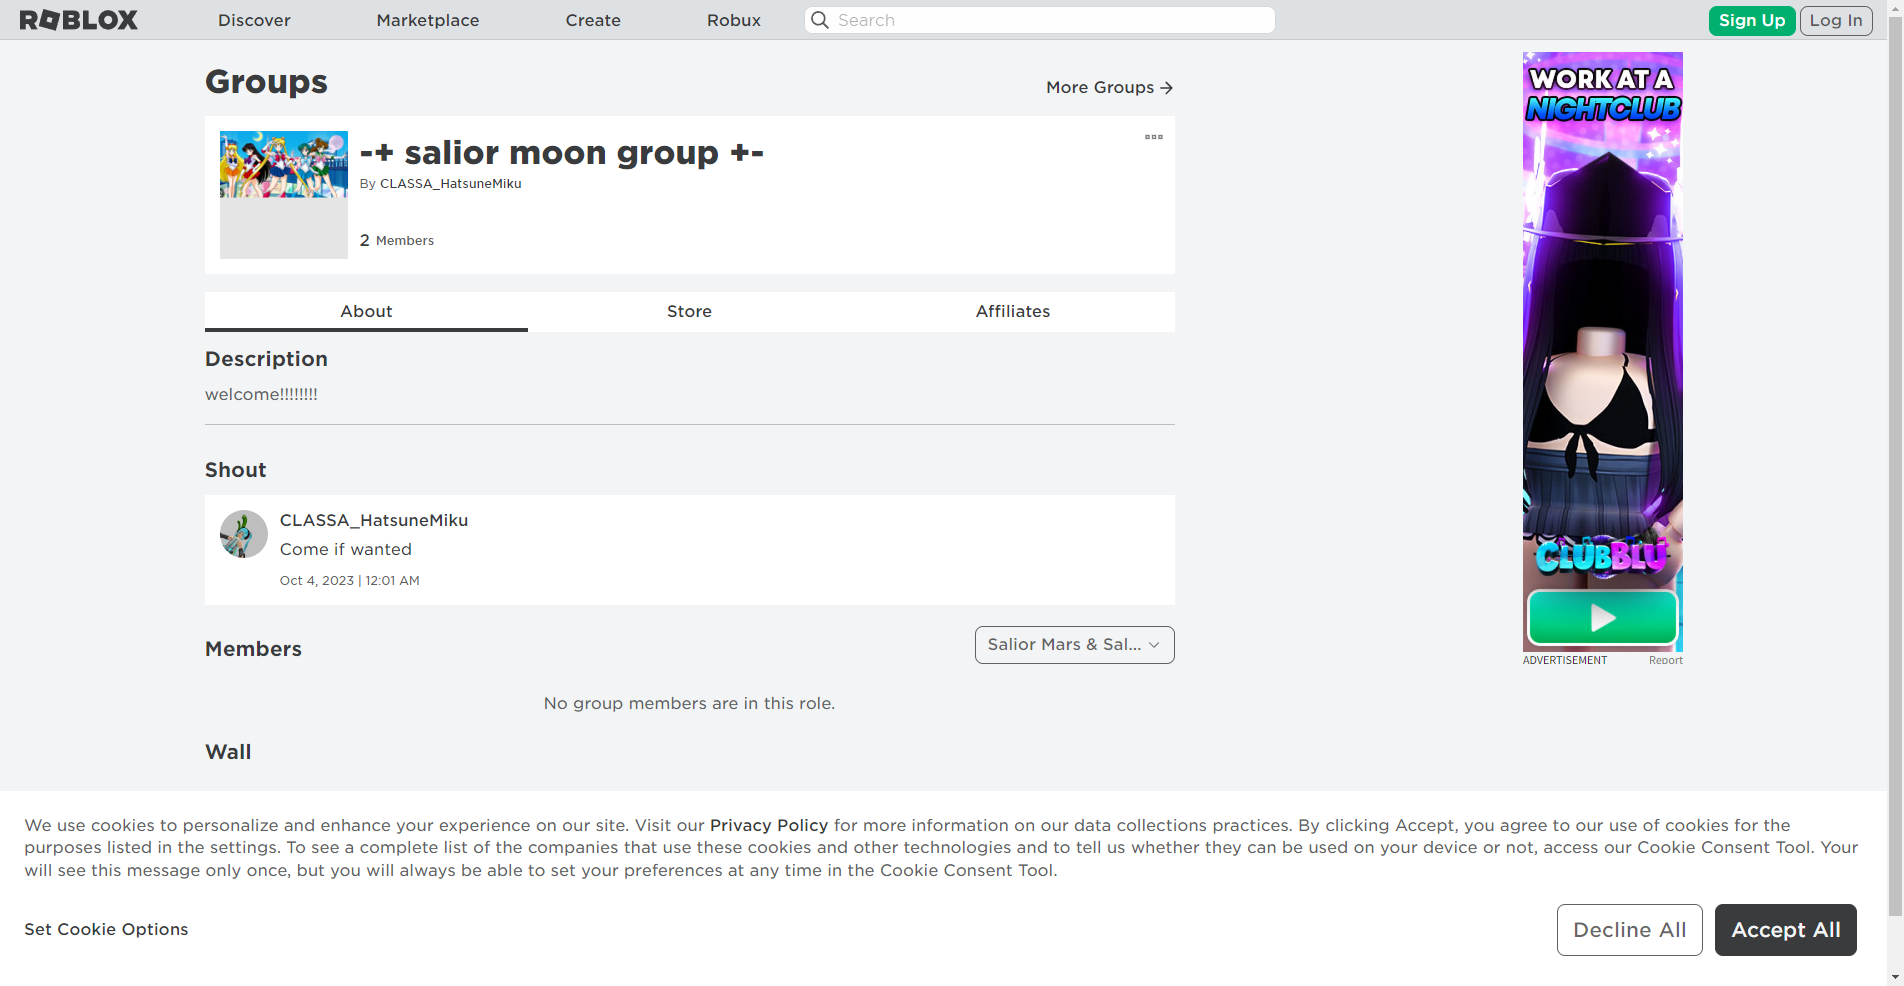 ROBLOX
Discover
Marketplace
Create
Robux
Search
Sign Up
Log In
Groups
More Groups →
-+ salior moon group +-
By CLASSA_HatsuneMiku
2 Members
About
Store
Affiliates
Description
welcome!!!!!!!!
Shout
CLASSA_HatsuneMiku
Come if wanted
Oct 4, 2023 | 12:01 AM
Members
Salior Mars & Sal...
No group members are in this role.
Wall
WORK AT A
NIGHTCLUB
CLUBBLU
ADVERTISEMENT
Report
We use cookies to personalize and enhance your experience on our site. Visit our Privacy Policy for more information on our data collections practices. By clicking Accept, you agree to our use of cookies for the
purposes listed in the settings. To see a complete list of the companies that use these cookies and other technologies and to tell us whether they can be used on your device or not, access our Cookie Consent Tool. Your
will see this message only once, but you will always be able to set your preferences at any time in the Cookie Consent Tool.
Set Cookie Options
Decline All
Accept All